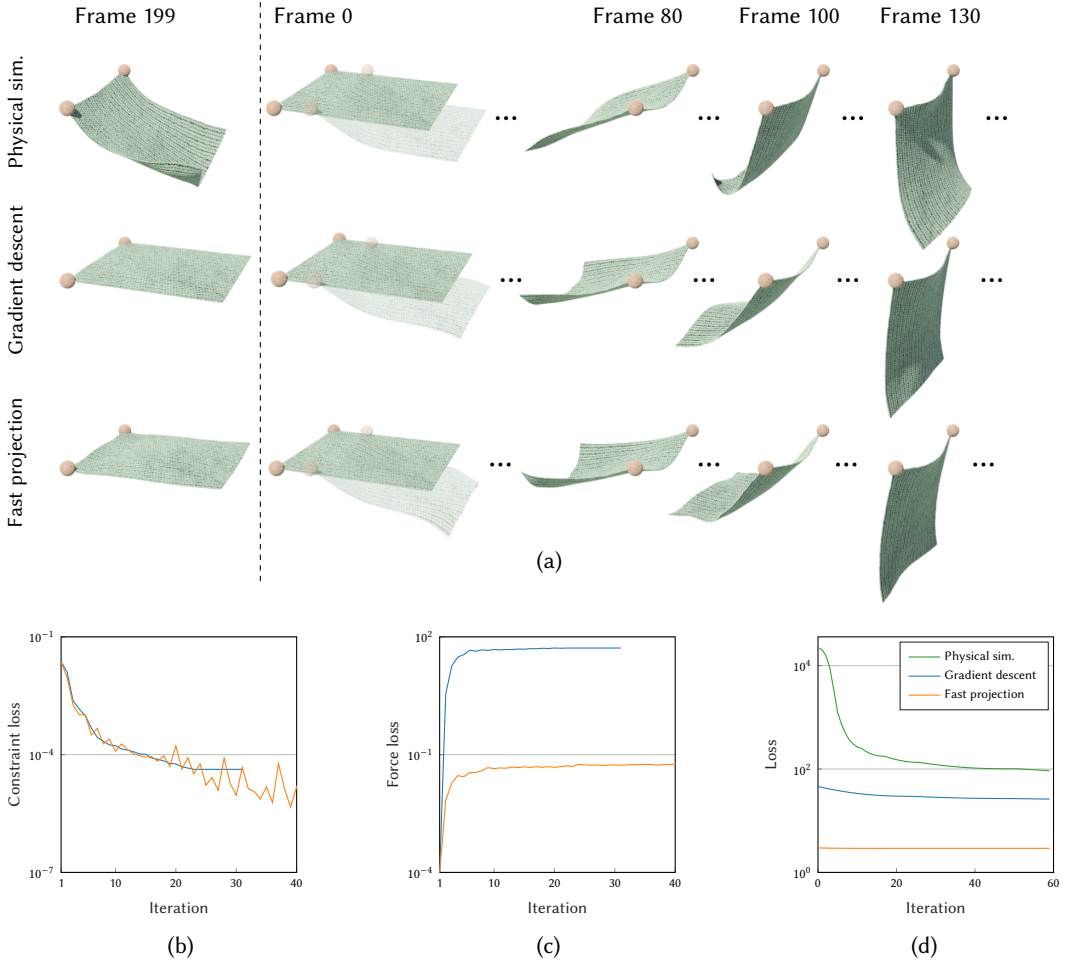 Frame 199 Frame 0 Frame 80 Frame 100 Frame 130
Physical sim.
... ... ... ...
Gradient descent
... ... ... ...
Fast projection
... ... ... ...
(a)
Constraint loss
10^-1
10^-4
10^-7
1 10 20 30 40
Iteration
(b)
Force loss
10^2
10^-1
10^-4
1 10 20 30 40
Iteration
(c)
Loss
10^4
10^2
10^0
0 20 40 60
Iteration
Physical sim.
Gradient descent
Fast projection
(d)